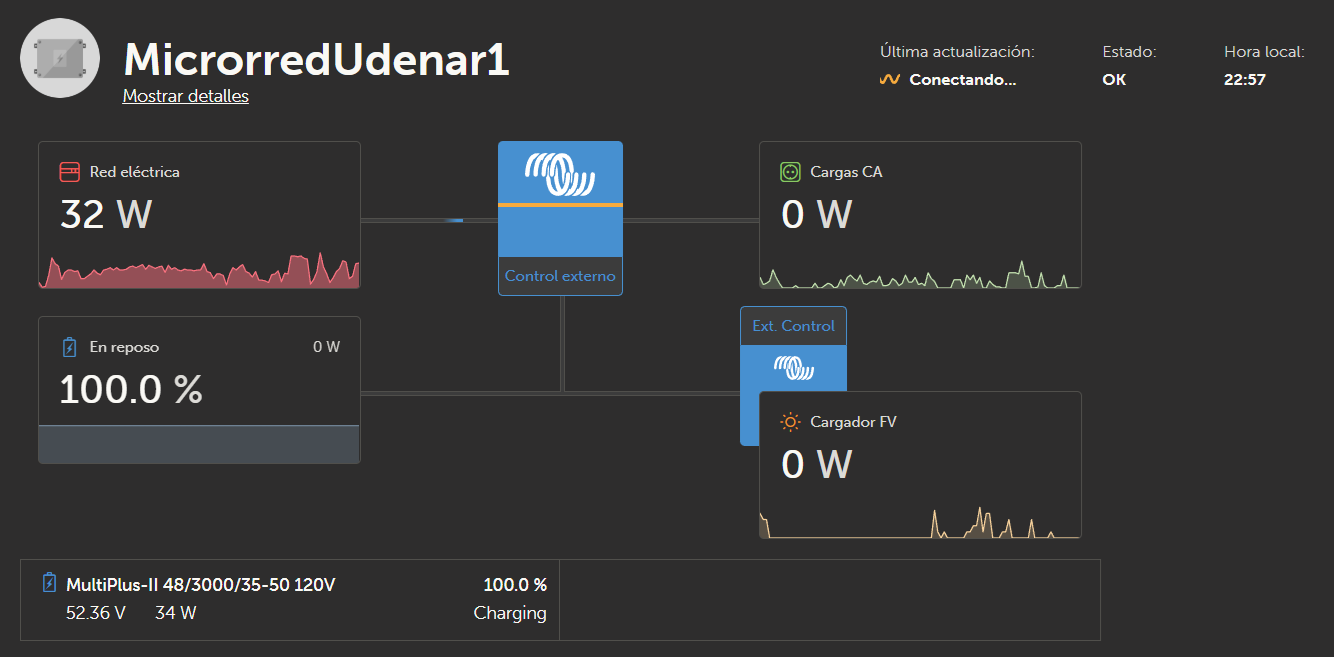 MicrorredUdenar1
Mostrar detalles
Última actualización:
Conectando...
Estado:
OK
Hora local:
22:57
Red eléctrica
32 W
Control externo
Cargas CA
0 W
En reposo
0 W
100.0 %
Ext. Control
Cargador FV
0 W
MultiPlus-II 48/3000/35-50 120V
100.0 %
52.36 V
34 W
Charging